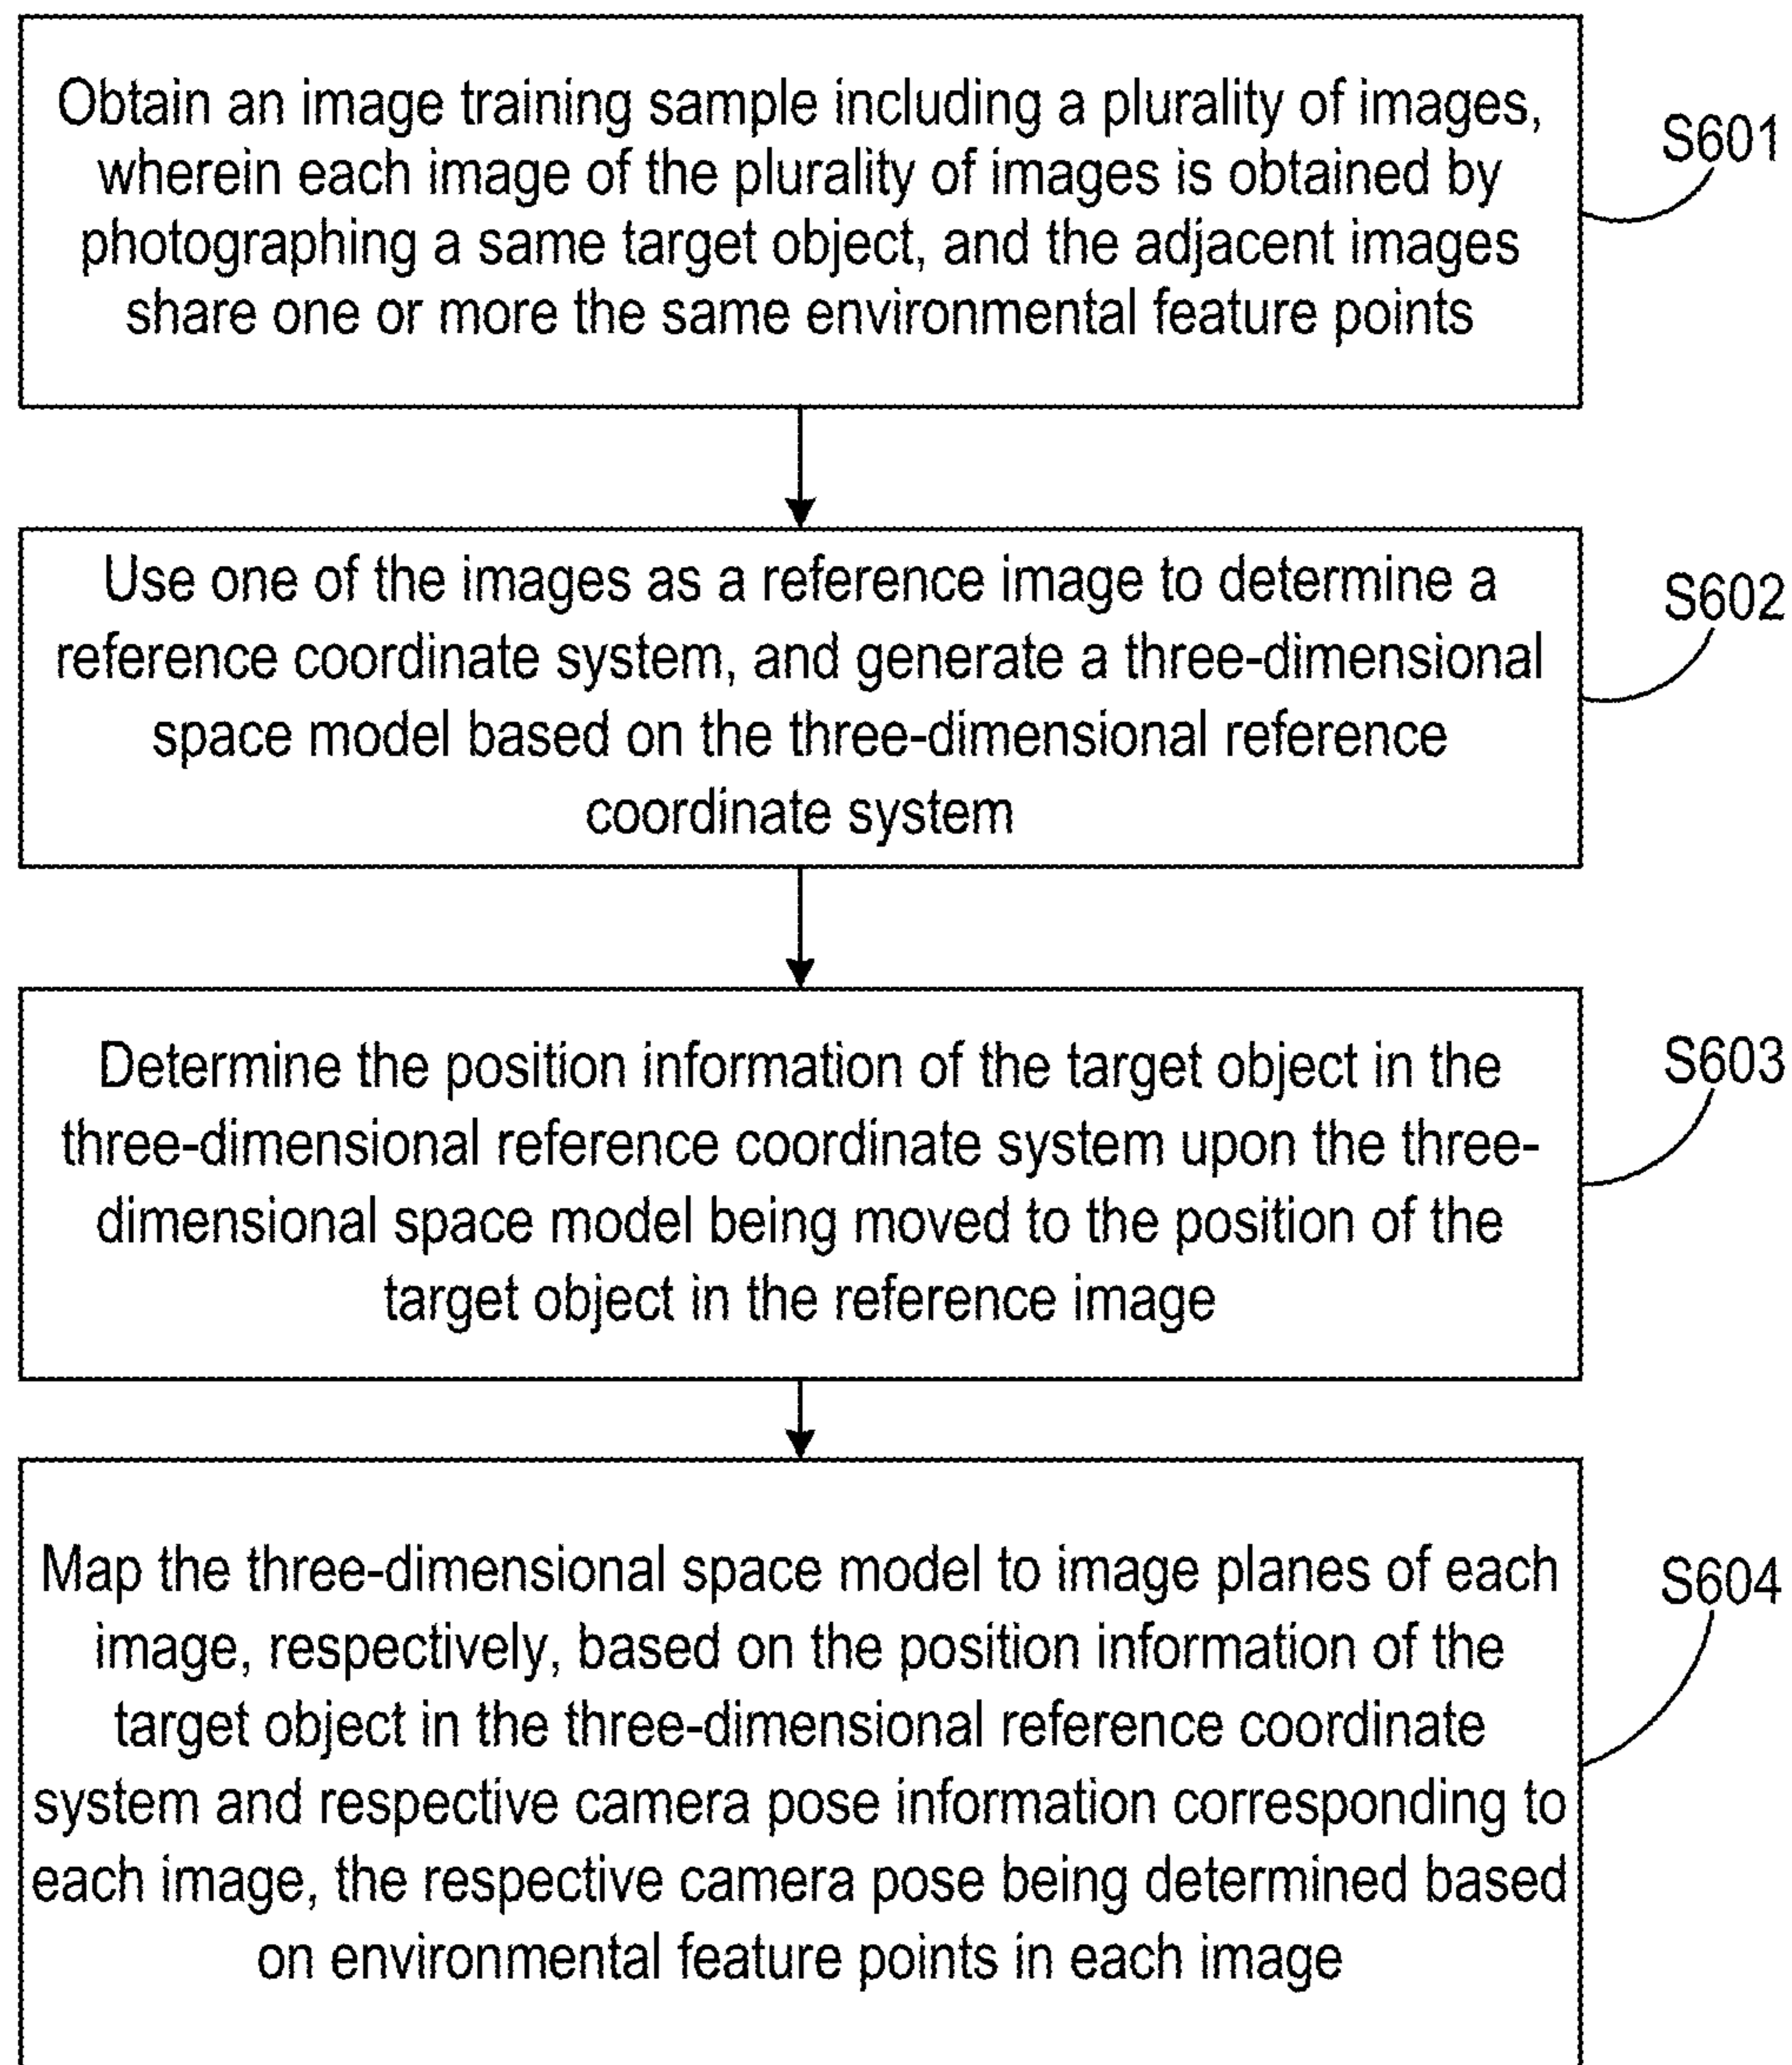 Obtain an image training sample including a plurality of images,
wherein each image of the plurality of images is obtained by
photographing a same target object, and the adjacent images
share one or more the same environmental feature points
S601
Use one of the images as a reference image to determine a
reference coordinate system, and generate a three-dimensional
space model based on the three-dimensional reference
coordinate system
S602
Determine the position information of the target object in the
three-dimensional reference coordinate system upon the three-
dimensional space model being moved to the position of the
target object in the reference image
S603
Map the three-dimensional space model to image planes of each
image, respectively, based on the position information of the
target object in the three-dimensional reference coordinate
system and respective camera pose information corresponding to
each image, the respective camera pose being determined based
on environmental feature points in each image
S604